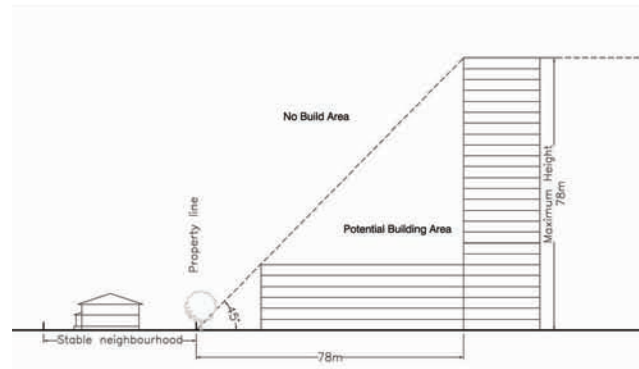 No Build Area
Property line
Potential Building Area
Maximum Height
78m
45°
Stable neighbourhood
78m